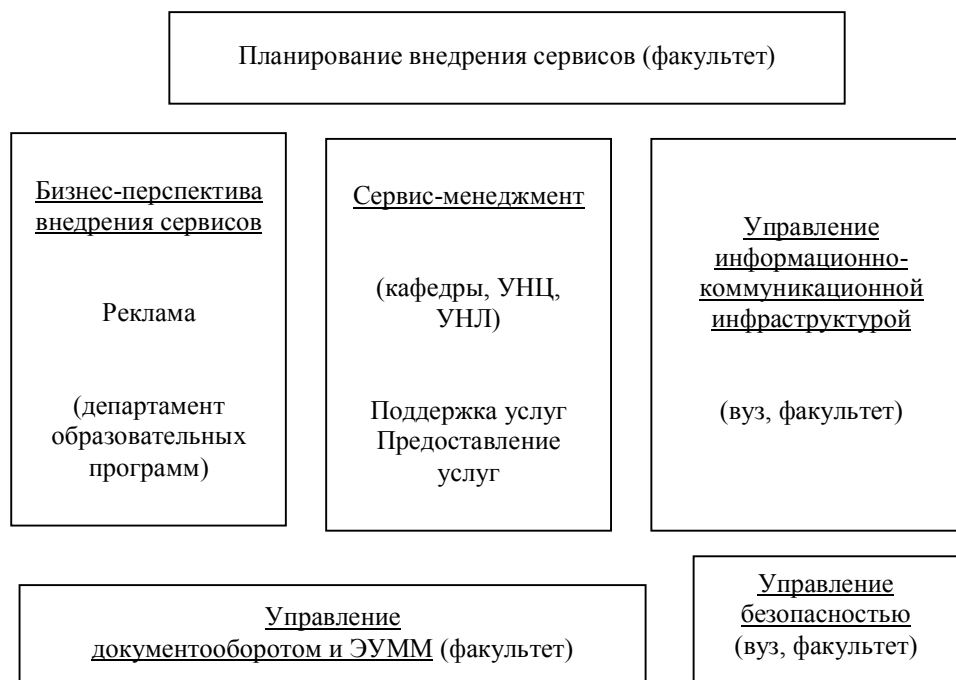 Планирование внедрения сервисов (факультет)
Бизнес-перспектива
внедрения сервисов
Реклама
(департамент
образовательных
программ)
Сервис-менеджмент
(кафедры, УНЦ,
УНЛ)
Поддержка услуг
Предоставление
услуг
Управление
информационно-
коммуникационной
инфраструктурой
(вуз, факультет)
Управление
документооборотом и ЭУММ (факультет)
Управление
безопасностью
(вуз, факультет)